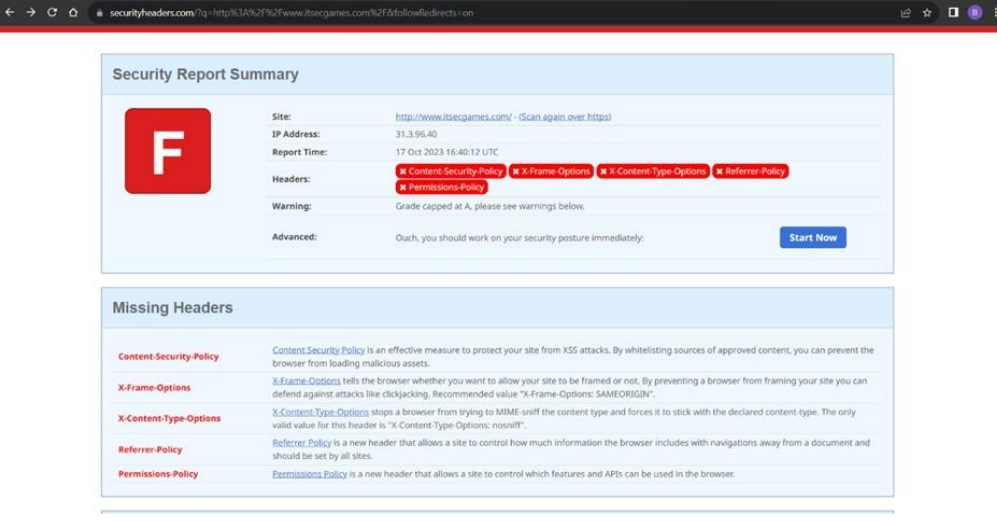 securityheaders.com/?q=http%3A%2F%2Fwww.itsecgames.com%2F&followRedirects=on
B
Security Report Summary
F
Site: http://www.itsecgames.com/ - (Scan again over https)
IP Address: 31.3.96.40
Report Time: 17 Oct 2023 16:40:12 UTC
Headers: ✖ Content-Security-Policy ✖ X-Frame-Options ✖ X-Content-Type-Options ✖ Referrer-Policy
✖ Permissions-Policy
Warning: Grade capped at A, please see warnings below.
Advanced: Ouch, you should work on your security posture immediately: Start Now
Missing Headers
Content-Security-Policy Content Security Policy is an effective measure to protect your site from XSS attacks. By whitelisting sources of approved content, you can prevent the
browser from loading malicious assets.
X-Frame-Options X-Frame-Options tells the browser whether you want to allow your site to be framed or not. By preventing a browser from framing your site you can
defend against attacks like clickjacking. Recommended value "X-Frame-Options: SAMEORIGIN".
X-Content-Type-Options X-Content-Type-Options stops a browser from trying to MIME-sniff the content type and forces it to stick with the declared content-type. The only
valid value for this header is "X-Content-Type-Options: nosniff".
Referrer-Policy Referrer Policy is a new header that allows a site to control how much information the browser includes with navigations away from a document and
should be set by all sites.
Permissions-Policy Permissions Policy is a new header that allows a site to control which features and APIs can be used in the browser.